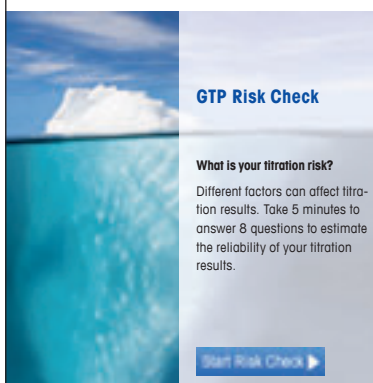 GTP Risk Check
What is your titration risk?
Different factors can affect titra-
tion results. Take 5 minutes to
answer 8 questions to estimate
the reliability of your titration
results.
Start Risk Check